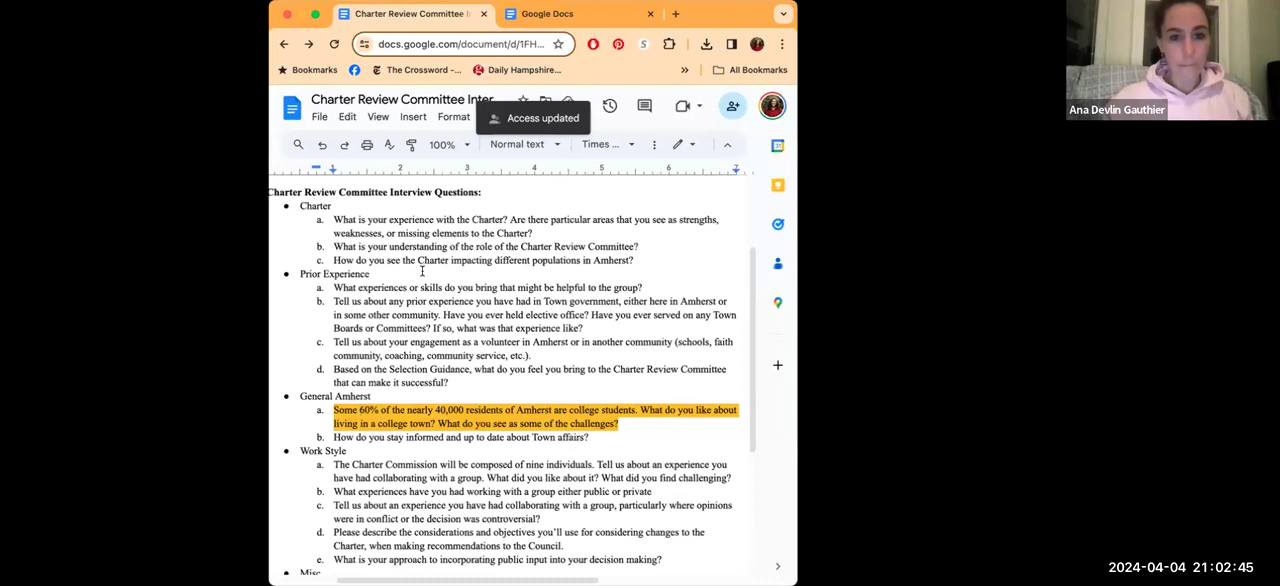 Charter Review Committee In
Google Docs
docs.google.com/document/d/1FH...
Bookmarks
The Crossword -...
Daily Hampshire...
»
All Bookmarks
Charter Review Committee Inter
File Edit View Insert Format
Access updated
100%
Normal text
Times ...
1 2 3 4 5 6 7
Charter Review Committee Interview Questions:
● Charter
a. What is your experience with the Charter? Are there particular areas that you see as strengths,
weaknesses, or missing elements to the Charter?
b. What is your understanding of the role of the Charter Review Committee?
c. How do you see the Charter impacting different populations in Amherst?
● Prior Experience
a. What experiences or skills do you bring that might be helpful to the group?
b. Tell us about any prior experience you have had in Town government, either here in Amherst or
in some other community. Have you ever held elective office? Have you ever served on any Town
Boards or Committees? If so, what was that experience like?
c. Tell us about your engagement as a volunteer in Amherst or in another community (schools, faith
community, coaching, community service, etc.).
d. Based on the Selection Guidance, what do you feel you bring to the Charter Review Committee
that can make it successful?
● General Amherst
a. Some 60% of the nearly 40,000 residents of Amherst are college students. What do you like about
living in a college town? What do you see as some of the challenges?
b. How do you stay informed and up to date about Town affairs?
● Work Style
a. The Charter Commission will be composed of nine individuals. Tell us about an experience you
have had collaborating with a group. What did you like about it? What did you find challenging?
b. What experiences have you had working with a group either public or private
c. Tell us about an experience you have had collaborating with a group, particularly where opinions
were in conflict or the decision was controversial?
d. Please describe the considerations and objectives you'll use for considering changes to the
Charter, when making recommendations to the Council.
e. What is your approach to incorporating public input into your decision making?
● Misc
Ana Devlin Gauthier
2024-04-04 21:02:45